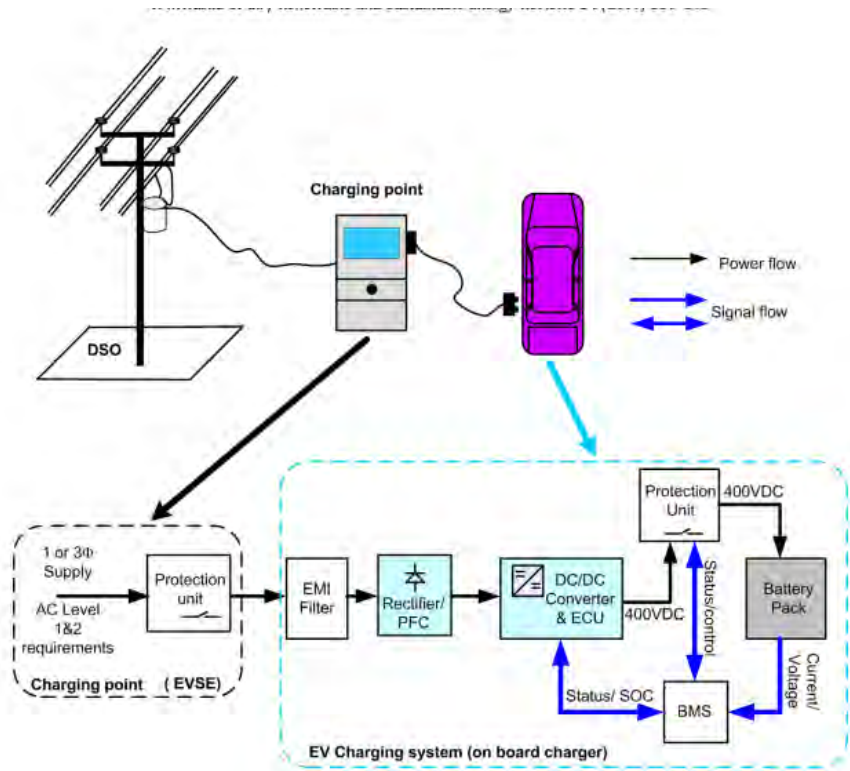 Charging point
Power flow
Signal flow
DSO
1 or 3Φ
Supply
AC Level
1&2
requirements
Protection
unit
Charging point    ( EVSE)
EMI
Filter
Rectifier/
PFC
DC/DC
Converter
& ECU
400VDC
Protection
Unit
400VDC
Battery
Pack
Status/control
Current/
Voltage
Status/ SOC
BMS
EV Charging system (on board charger)